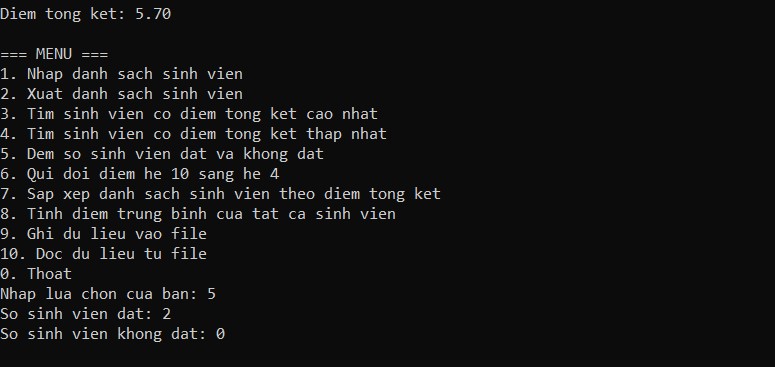 Diem tong ket: 5.70
=== MENU ===
1. Nhap danh sach sinh vien
2. Xuat danh sach sinh vien
3. Tim sinh vien co diem tong ket cao nhat
4. Tim sinh vien co diem tong ket thap nhat
5. Dem so sinh vien dat va khong dat
6. Qui doi diem he 10 sang he 4
7. Sap xep danh sach sinh vien theo diem tong ket
8. Tinh diem trung binh cua tat ca sinh vien
9. Ghi du lieu vao file
10. Doc du lieu tu file
0. Thoat
Nhap lua chon cua ban: 5
So sinh vien dat: 2
So sinh vien khong dat: 0